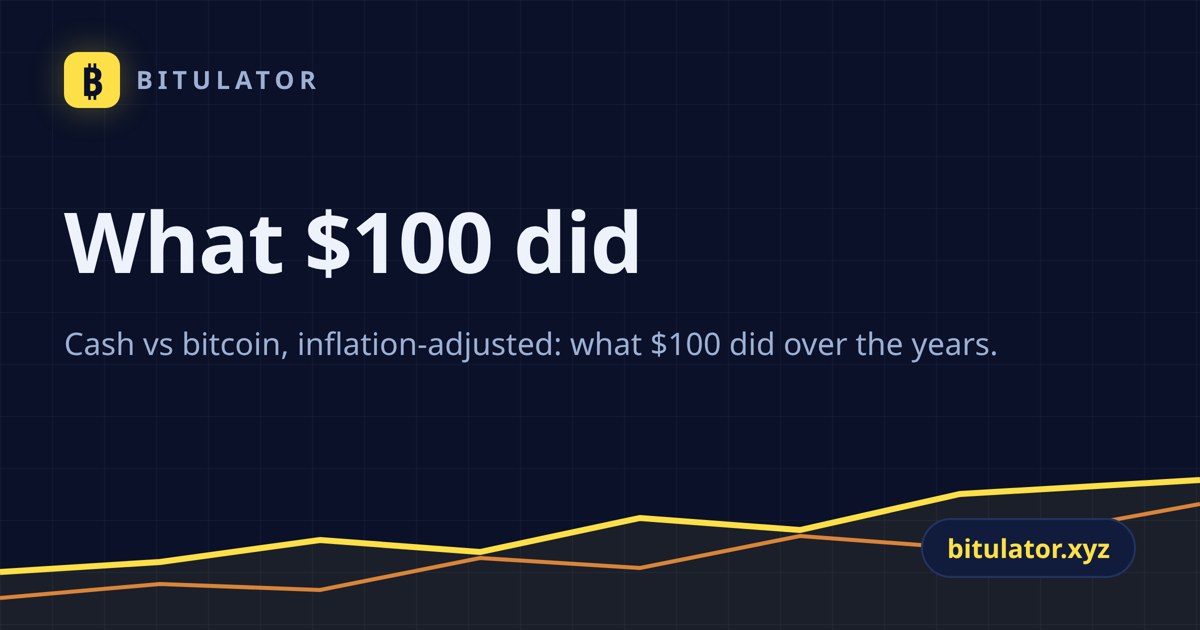 BITULATOR
What $100 did
Cash vs bitcoin, inflation-adjusted: what $100 did over the years.
bitulator.xyz